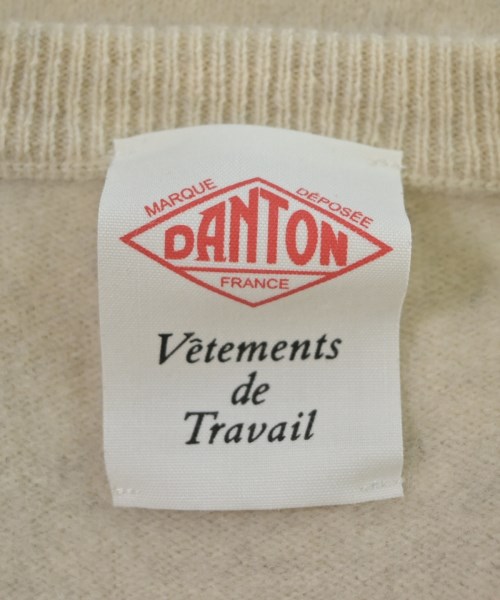 MARQUE DÉPOSÉE
DANTON
FRANCE
Vêtements
de
Travail